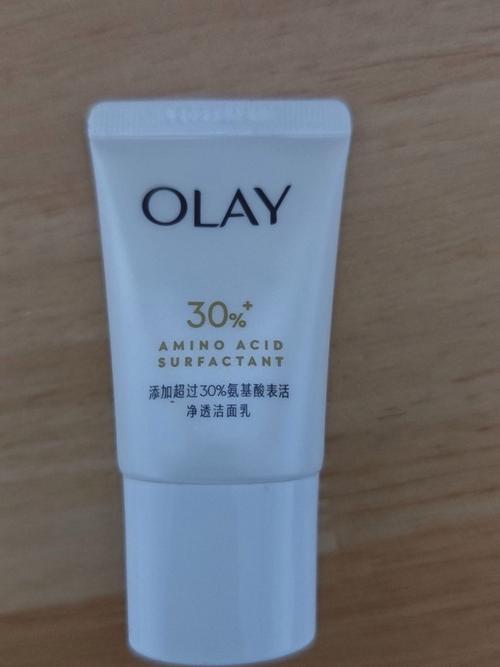 OLAY
30%+
AMINO ACID
SURFACTANT
添加超过30%氨基酸表活
净透洁面乳